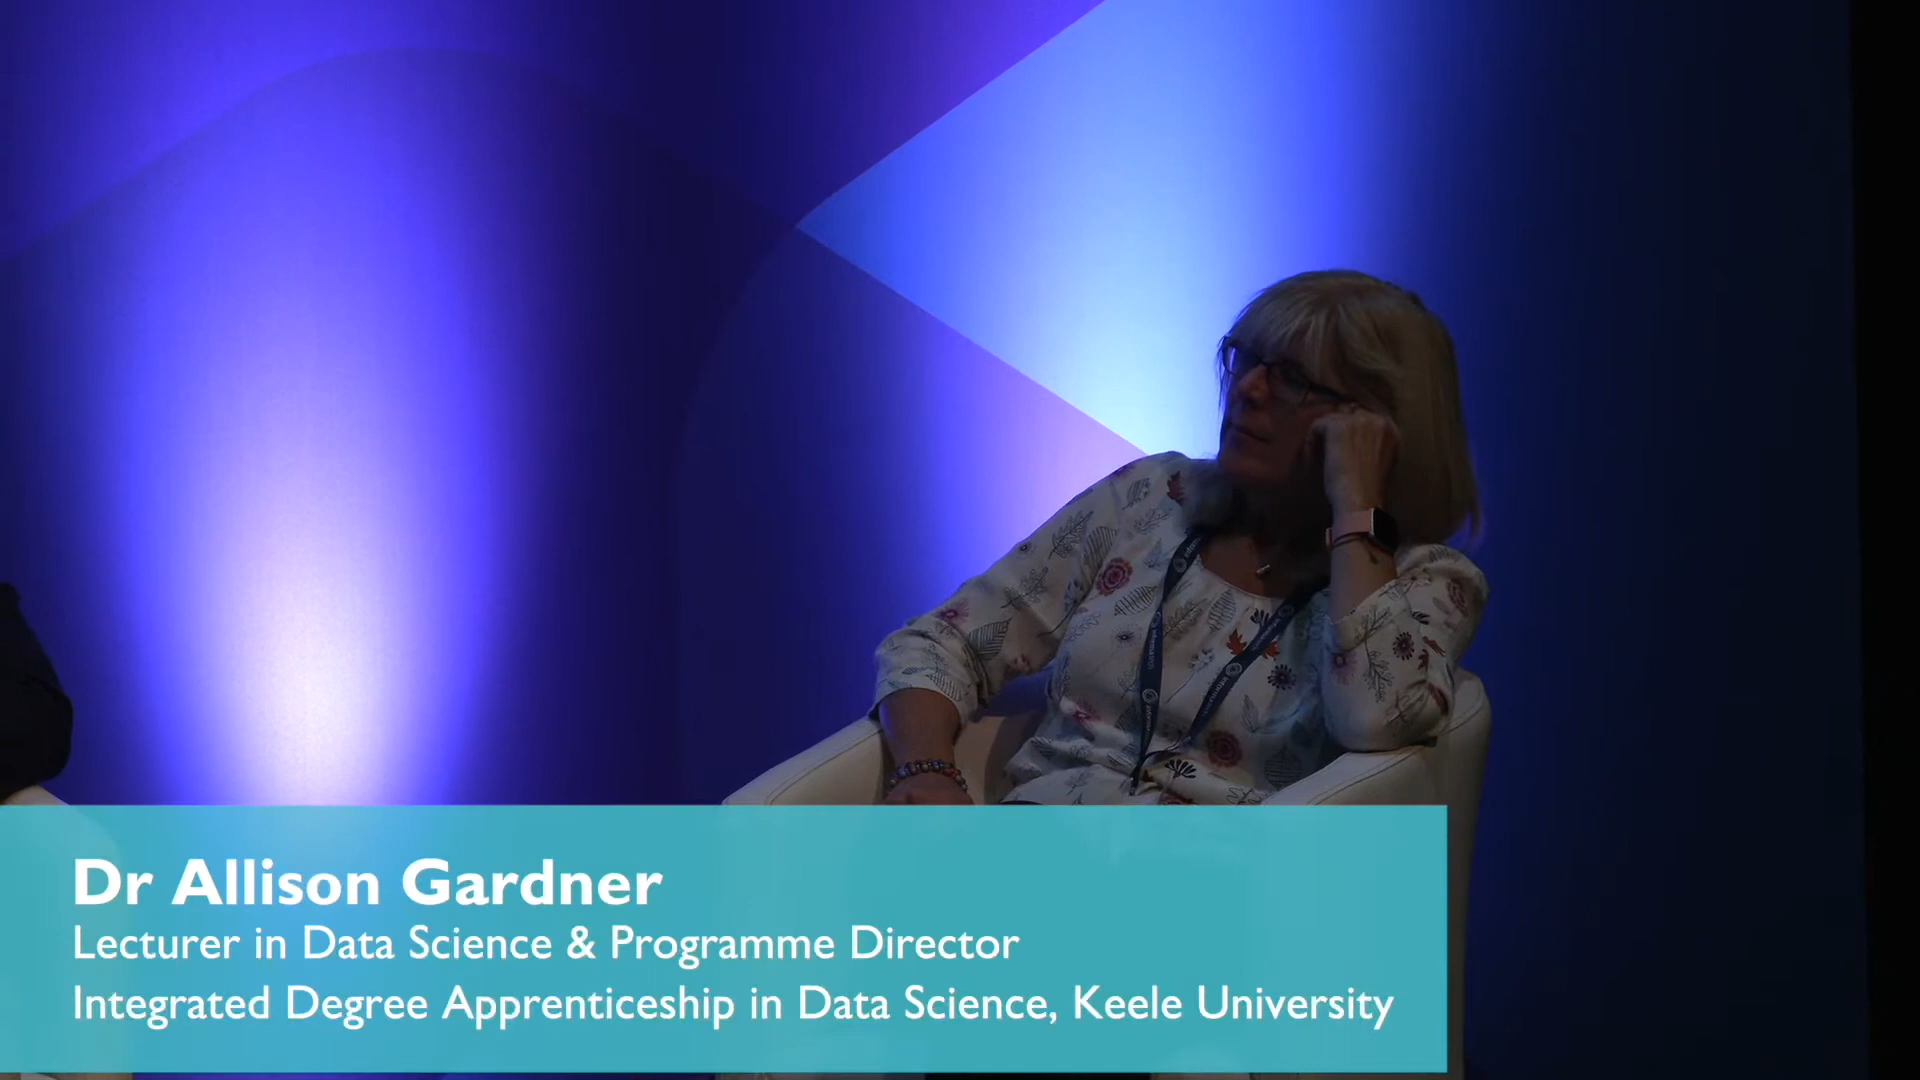 Dr Allison Gardner
Lecturer in Data Science & Programme Director
Integrated Degree Apprenticeship in Data Science, Keele University